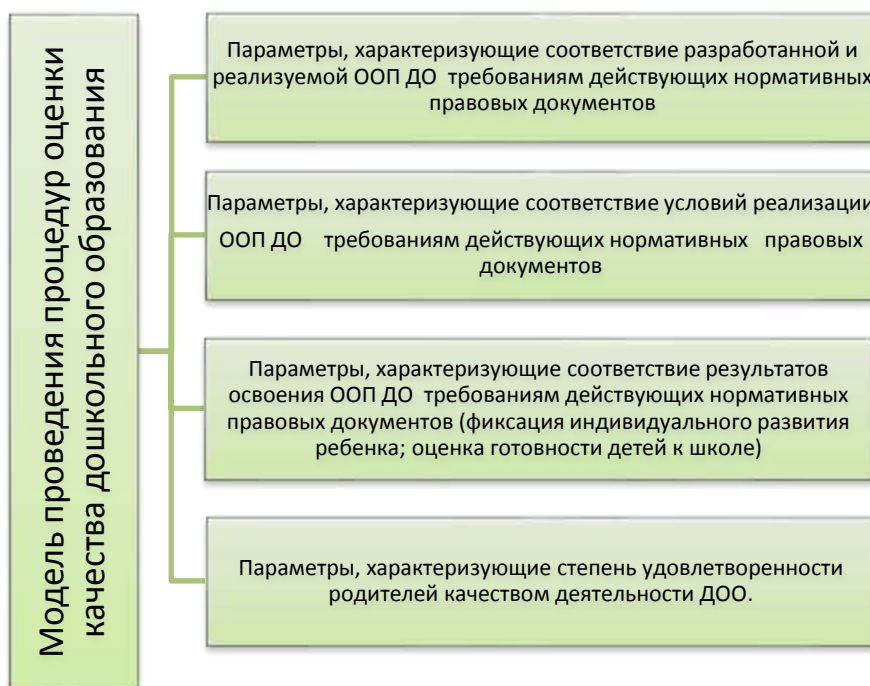 Модель проведения процедур оценки
качества дошкольного образования
Параметры, характеризующие соответствие разработанной и
реализуемой ООП ДО требованиям действующих нормативных
правовых документов
Параметры, характеризующие соответствие условий реализации
ООП ДО требованиям действующих нормативных правовых
документов
Параметры, характеризующие соответствие результатов
освоения ООП ДО требованиям действующих нормативных
правовых документов (фиксация индивидуального развития
ребенка; оценка готовности детей к школе)
Параметры, характеризующие степень удовлетворенности
родителей качеством деятельности ДОО.